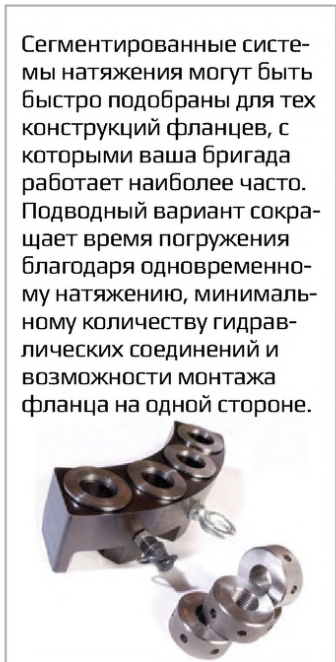 Сегментированные систе-
мы натяжения могут быть
быстро подобраны для тех
конструкций фланцев, с
которыми ваша бригада
работает наиболее часто.
Подводный вариант сокра-
щает время погружения
благодаря одновременно-
му натяжению, минималь-
ному количеству гидрав-
лических соединений и
возможности монтажа
фланца на одной стороне.